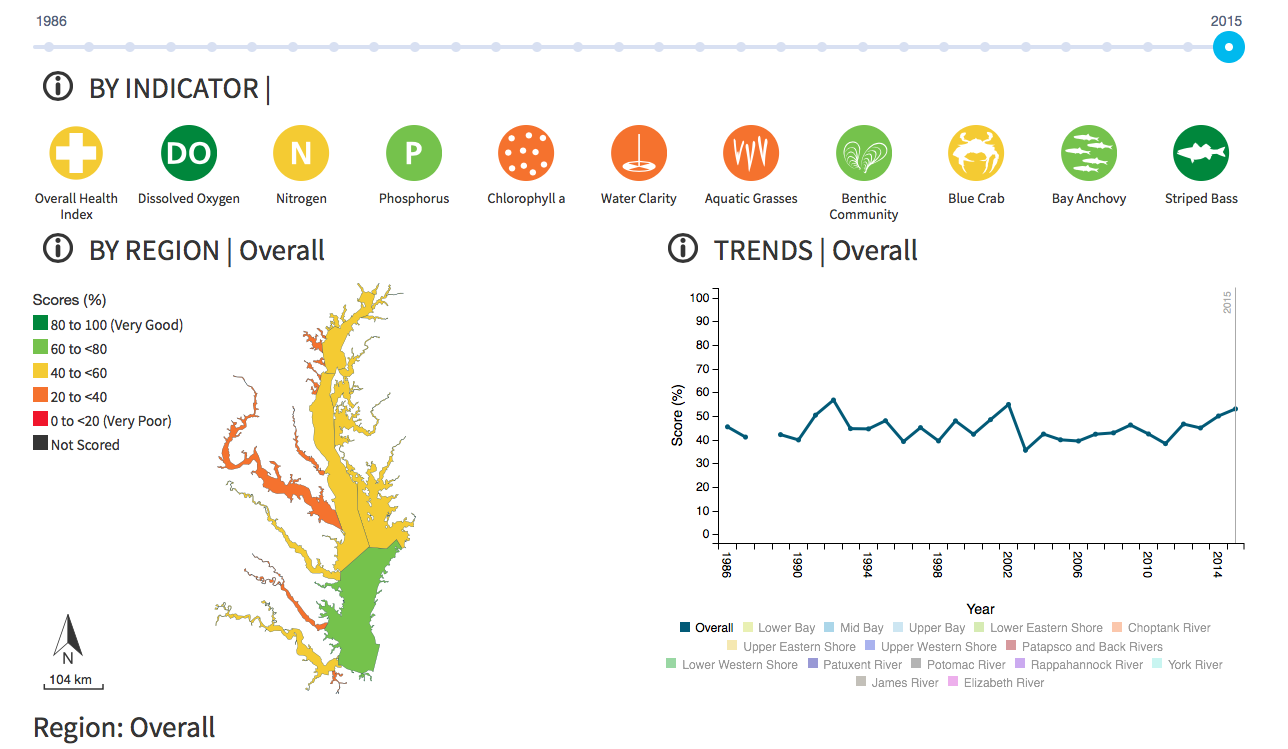 1986 2015
BY INDICATOR |
DO N P
Overall Health Index Dissolved Oxygen Nitrogen Phosphorus Chlorophyll a Water Clarity Aquatic Grasses Benthic Community Blue Crab Bay Anchovy Striped Bass
BY REGION | Overall
Scores (%)
80 to 100 (Very Good)
60 to <80
40 to <60
20 to <40
0 to <20 (Very Poor)
Not Scored
N
104 km
Region: Overall
TRENDS | Overall
2015
Score (%)
100
90
80
70
60
50
40
30
20
10
0
1986 1990 1994 1998 2002 2006 2010 2014
Year
Overall Lower Bay Mid Bay Upper Bay Lower Eastern Shore Choptank River
Upper Eastern Shore Upper Western Shore Patapsco and Back Rivers
Lower Western Shore Patuxent River Potomac River Rappahannock River York River
James River Elizabeth River